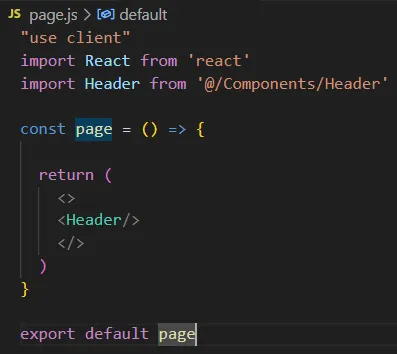 JS page.js > default
"use client"
import React from 'react'
import Header from '@/Components/Header'
const page = () => {
return (
<>
<Header/>
</>
)
}
export default page